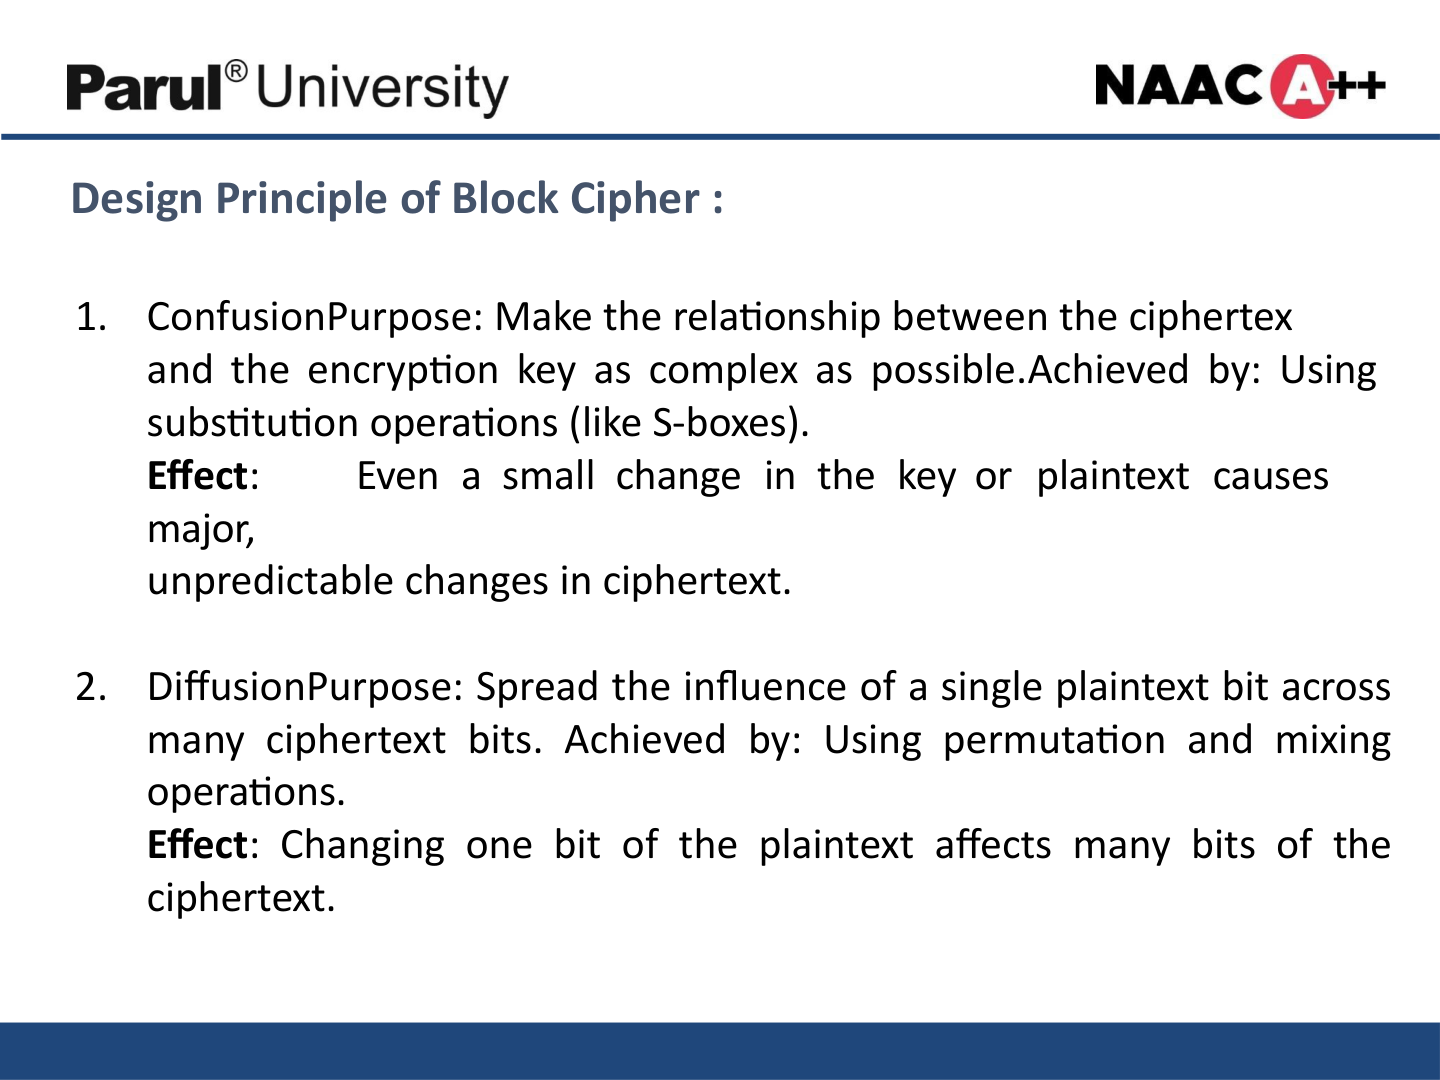 Parul® University
NAAC A++
Design Principle of Block Cipher :
1. ConfusionPurpose: Make the relationship between the ciphertex
and the encryption key as complex as possible.Achieved by: Using
substitution operations (like S-boxes).
Effect: Even a small change in the key or plaintext causes
major,
unpredictable changes in ciphertext.
2. DiffusionPurpose: Spread the influence of a single plaintext bit across
many ciphertext bits. Achieved by: Using permutation and mixing
operations.
Effect: Changing one bit of the plaintext affects many bits of the
ciphertext.